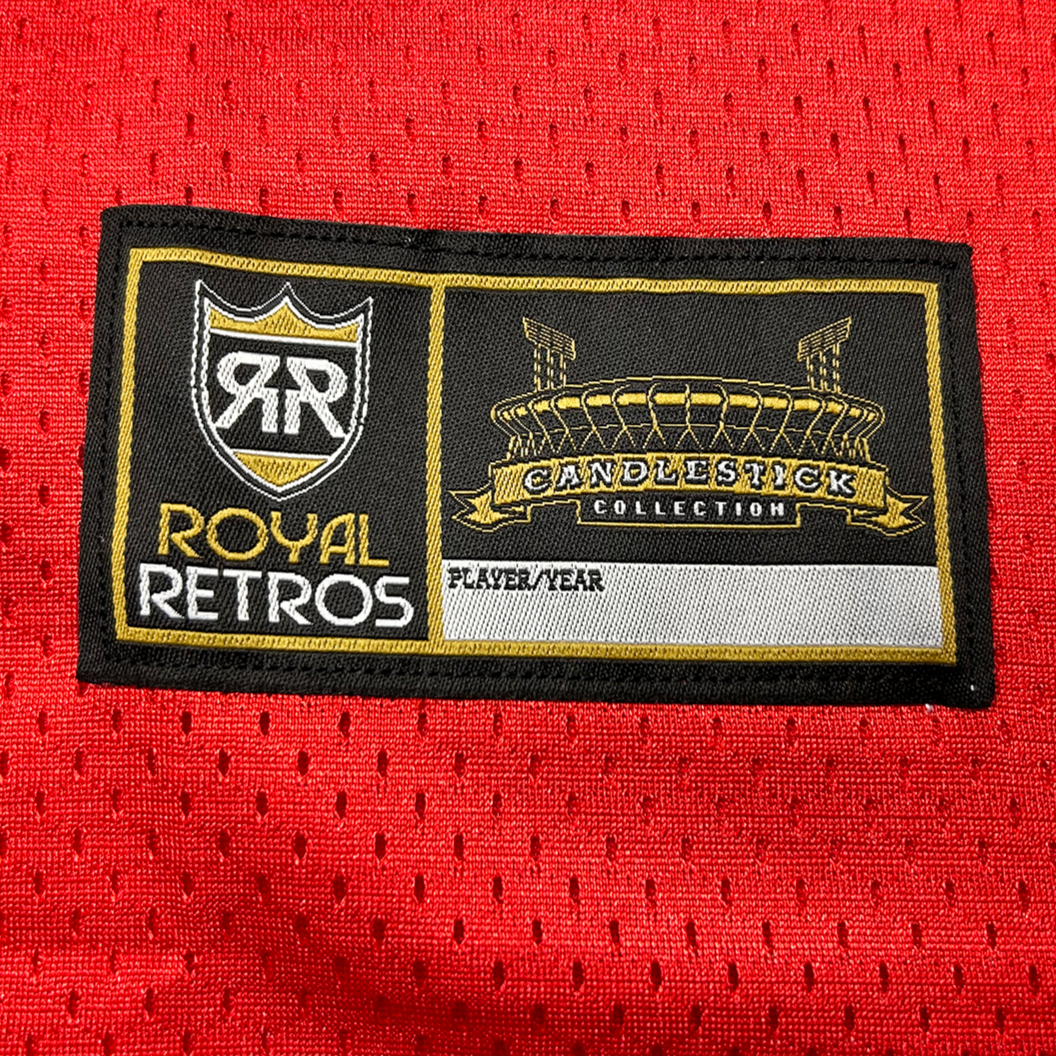 RR
ROYAL
RETROS
CANDLESTICK
COLLECTION
PLAYER/YEAR